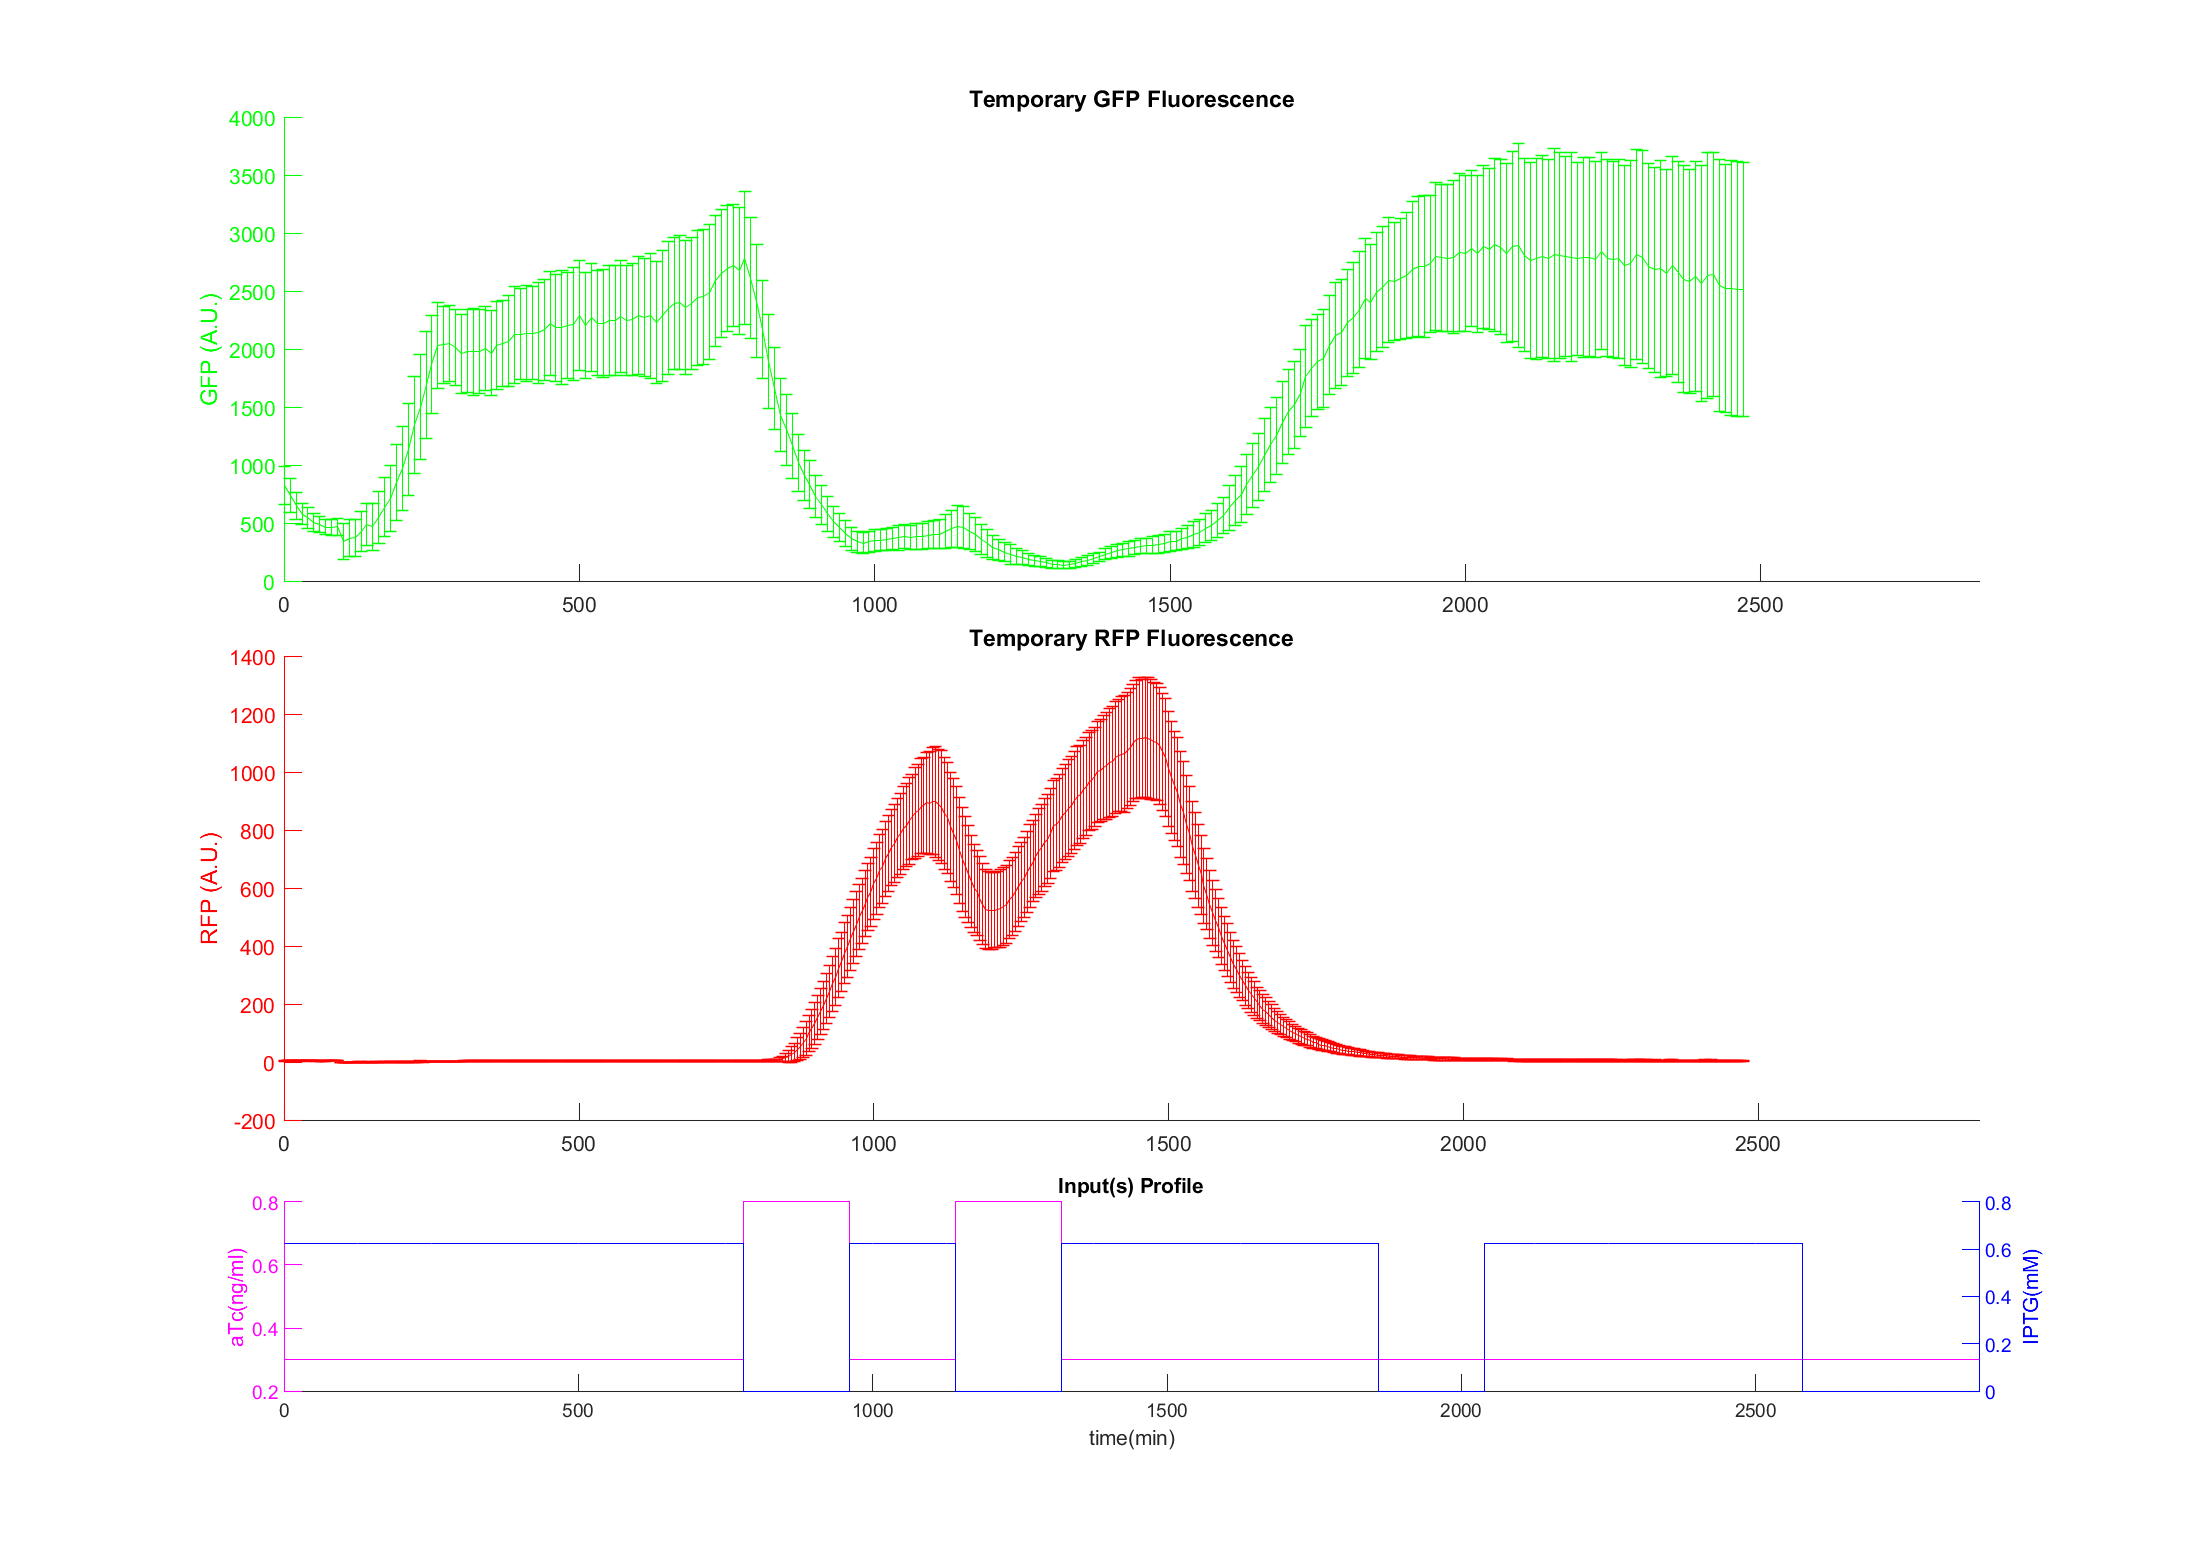 Temporary GFP Fluorescence
GFP (A.U.)
4000
3500
3000
2500
2000
1500
1000
500
0
0 500 1000 1500 2000 2500
Temporary RFP Fluorescence
RFP (A.U.)
1400
1200
1000
800
600
400
200
0
-200
0 500 1000 1500 2000 2500
Input(s) Profile
aTc(ng/ml)
0.8
0.6
0.4
0.2
0.8
0.6
0.4
0.2
0
IPTG(mM)
0 500 1000 1500 2000 2500
time(min)